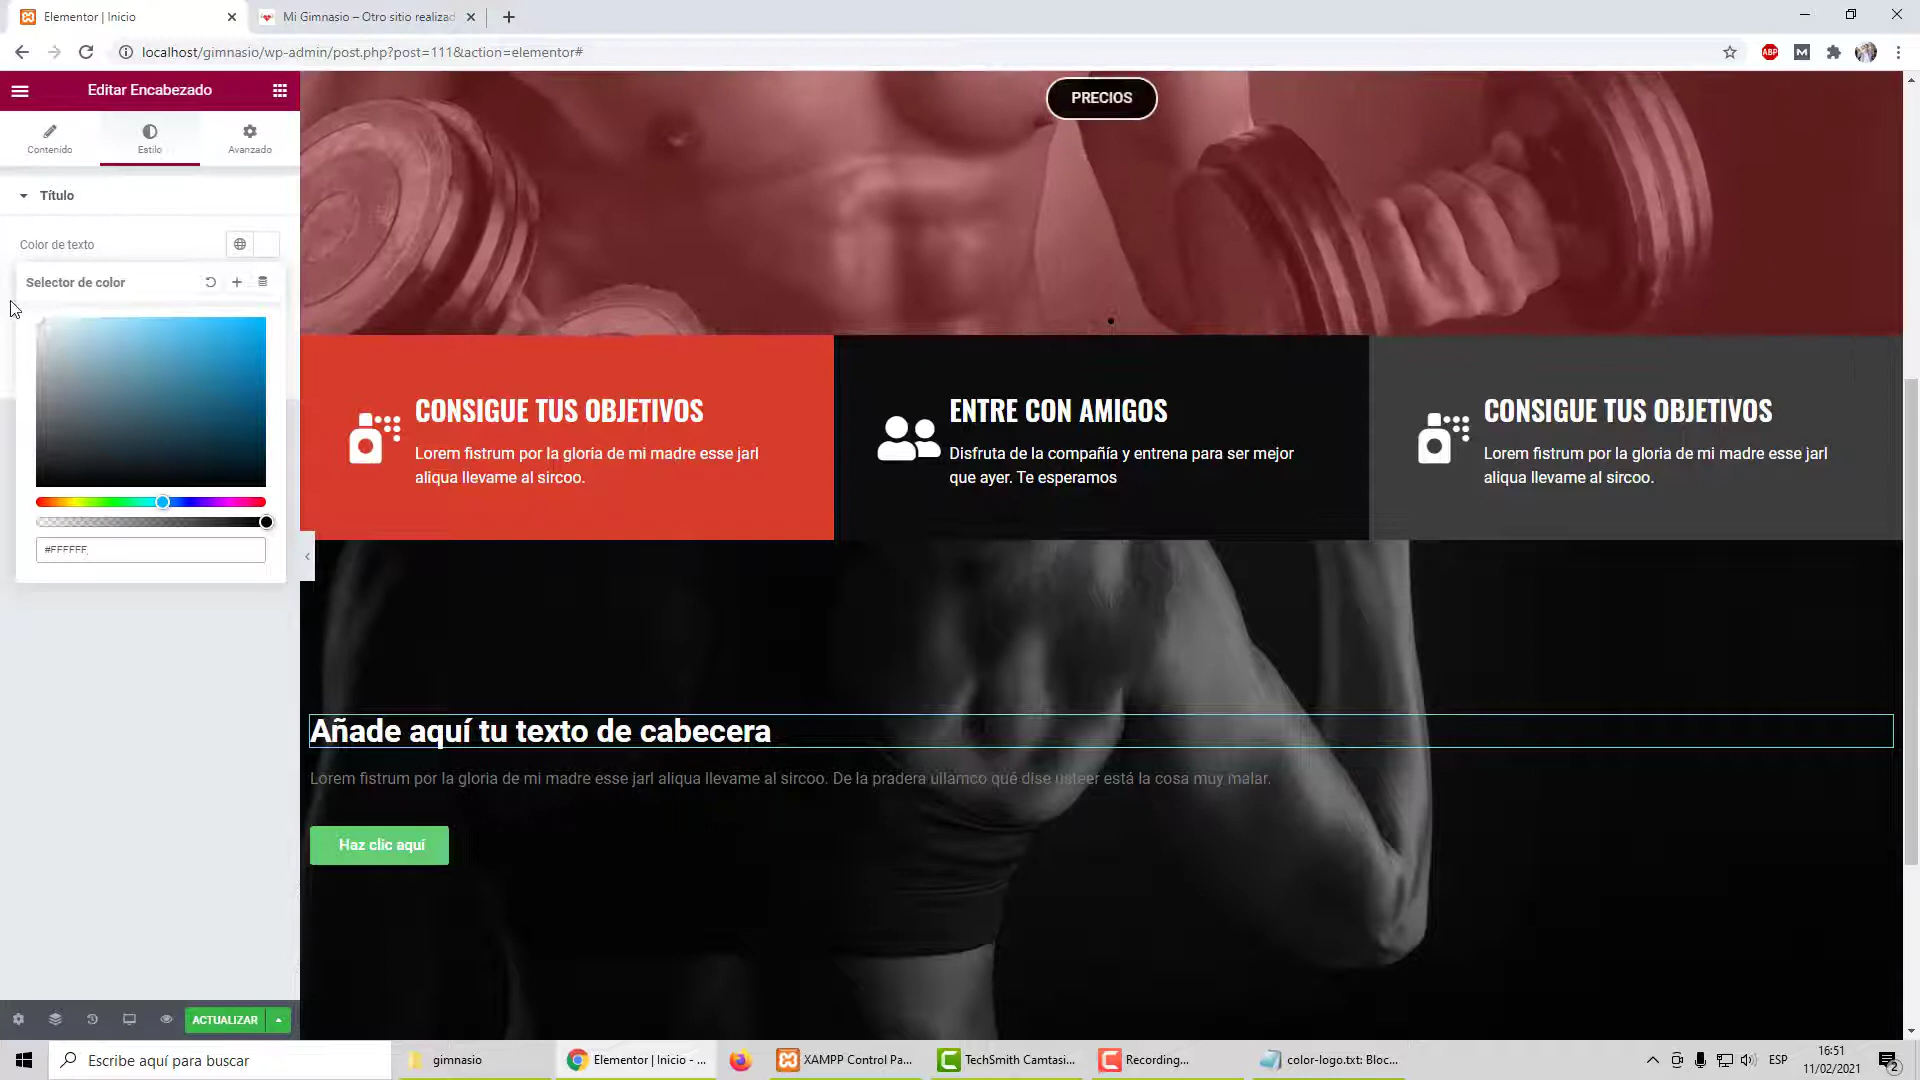 Elementor | Inicio
Mi Gimnasio – Otro sitio realizad
localhost/gimnasio/wp-admin/post.php?post=111&action=elementor#
ABP
Editar Encabezado
Contenido
Estilo
Avanzado
Título
Color de texto
Selector de color
#FFFFFF
ACTUALIZAR
PRECIOS
CONSIGUE TUS OBJETIVOS
Lorem fistrum por la gloria de mi madre esse jarl
aliqua llevame al sircoo.
ENTRE CON AMIGOS
Disfruta de la compañía y entrena para ser mejor
que ayer. Te esperamos
CONSIGUE TUS OBJETIVOS
Lorem fistrum por la gloria de mi madre esse jarl
aliqua llevame al sircoo.
Añade aquí tu texto de cabecera
Lorem fistrum por la gloria de mi madre esse jarl aliqua llevame al sircoo. De la pradera ullamco qué dise usteer está la cosa muy malar.
Haz clic aquí
Escribe aquí para buscar
gimnasio
Elementor | Inicio - ...
XAMPP Control Pa...
TechSmith Camtasi...
Recording...
color-logo.txt: Bloc...
ESP
16:51
11/02/2021
2